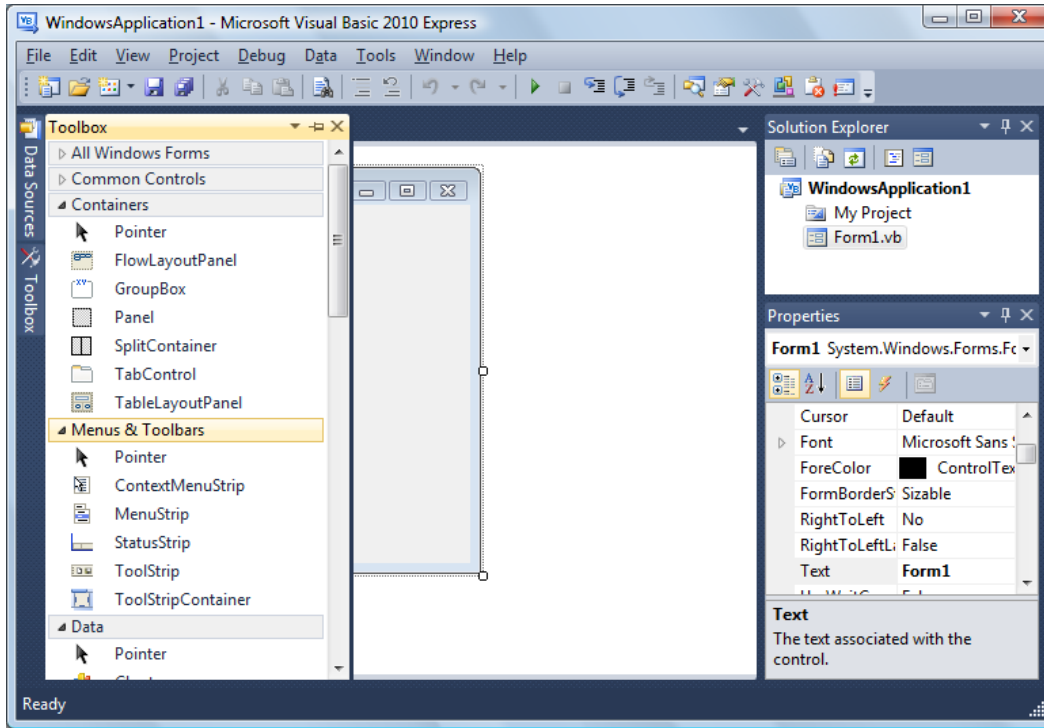 WindowsApplication1 - Microsoft Visual Basic 2010 Express
File Edit View Project Debug Data Tools Window Help
Data Sources
Toolbox
Toolbox
All Windows Forms
Common Controls
Containers
Pointer
FlowLayoutPanel
GroupBox
Panel
SplitContainer
TabControl
TableLayoutPanel
Menus & Toolbars
Pointer
ContextMenuStrip
MenuStrip
StatusStrip
ToolStrip
ToolStripContainer
Data
Pointer
Solution Explorer
WindowsApplication1
My Project
Form1.vb
Properties
Form1 System.Windows.Forms.Fc
Cursor Default
Font Microsoft Sans S
ForeColor ControlTex
FormBorderS Sizable
RightToLeft No
RightToLeftLa False
Text Form1
Text
The text associated with the
control.
Ready